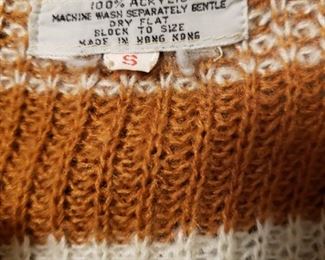 100% ACRYLIC
MACHINE WASH SEPARATELY GENTLE
DRY FLAT
BLOCK TO SIZE
MADE IN HONG KONG
S